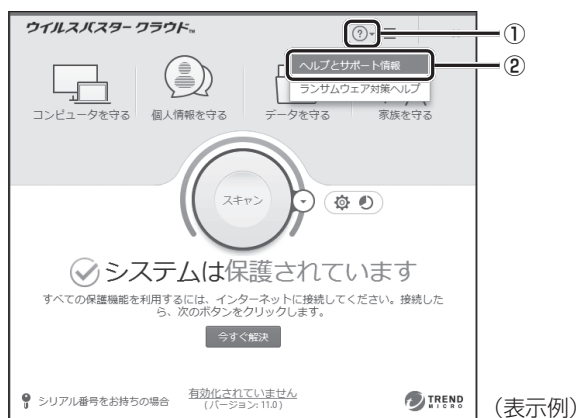 ウイルスバスター クラウド™
①
②
ヘルプとサポート情報
ランサムウェア対策ヘルプ
コンピュータを守る
個人情報を守る
データを守る
家族を守る
スキャン
システムは保護されています
すべての保護機能を利用するには、インターネットに接続してください。接続した
ら、次のボタンをクリックします。
今すぐ解決
シリアル番号をお持ちの場合
有効化されていません
(バージョン: 11.0)
TREND
MICRO
(表示例)